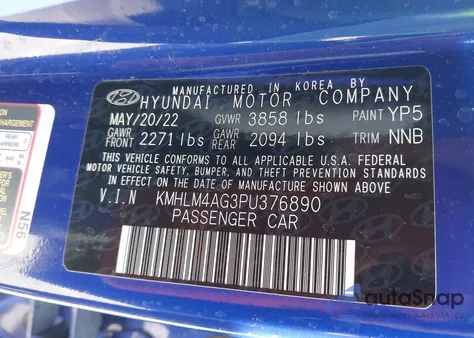 MANUFACTURED IN KOREA BY
HYUNDAI MOTOR COMPANY
MAY/20/22 GVWR 3858 lbs PAINT YP5
GAWR FRONT 2271 lbs GAWR REAR 2094 lbs TRIM NNB
THIS VEHICLE CONFORMS TO ALL APPLICABLE U.S.A. FEDERAL
MOTOR VEHICLE SAFETY, BUMPER, AND THEFT PREVENTION STANDARDS
IN EFFECT ON THE DATE OF MANUFACTURE SHOWN ABOVE.
V.I.N KMHLM4AG3PU376890
PASSENGER CAR
N56
autoSnap